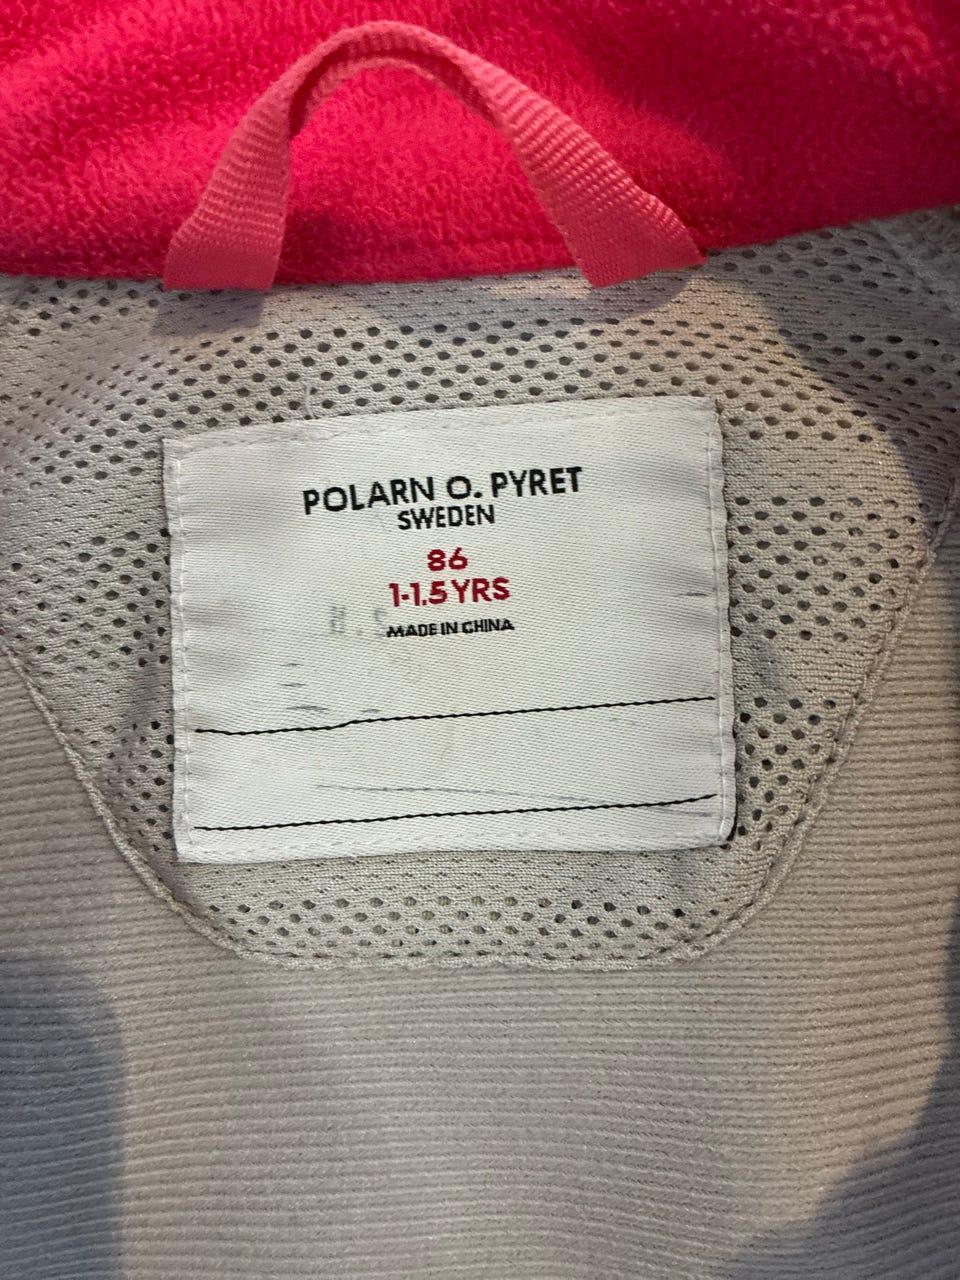 POLARN O. PYRET
SWEDEN
86
1-1.5 YRS
MADE IN CHINA